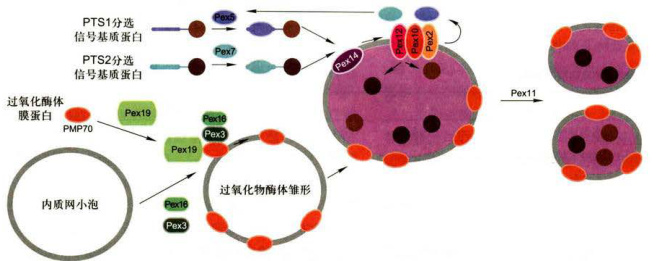 PTS1分选
信号基质蛋白
Pex5
PTS2分选
信号基质蛋白
Pex7
Pex14
Pex12
Pex10
Pex2
Pex11
过氧化酶体
膜蛋白
PMP70
Pex19
Pex19
Pex16
Pex3
内质网小泡
Pex16
Pex3
过氧化物酶体雏形